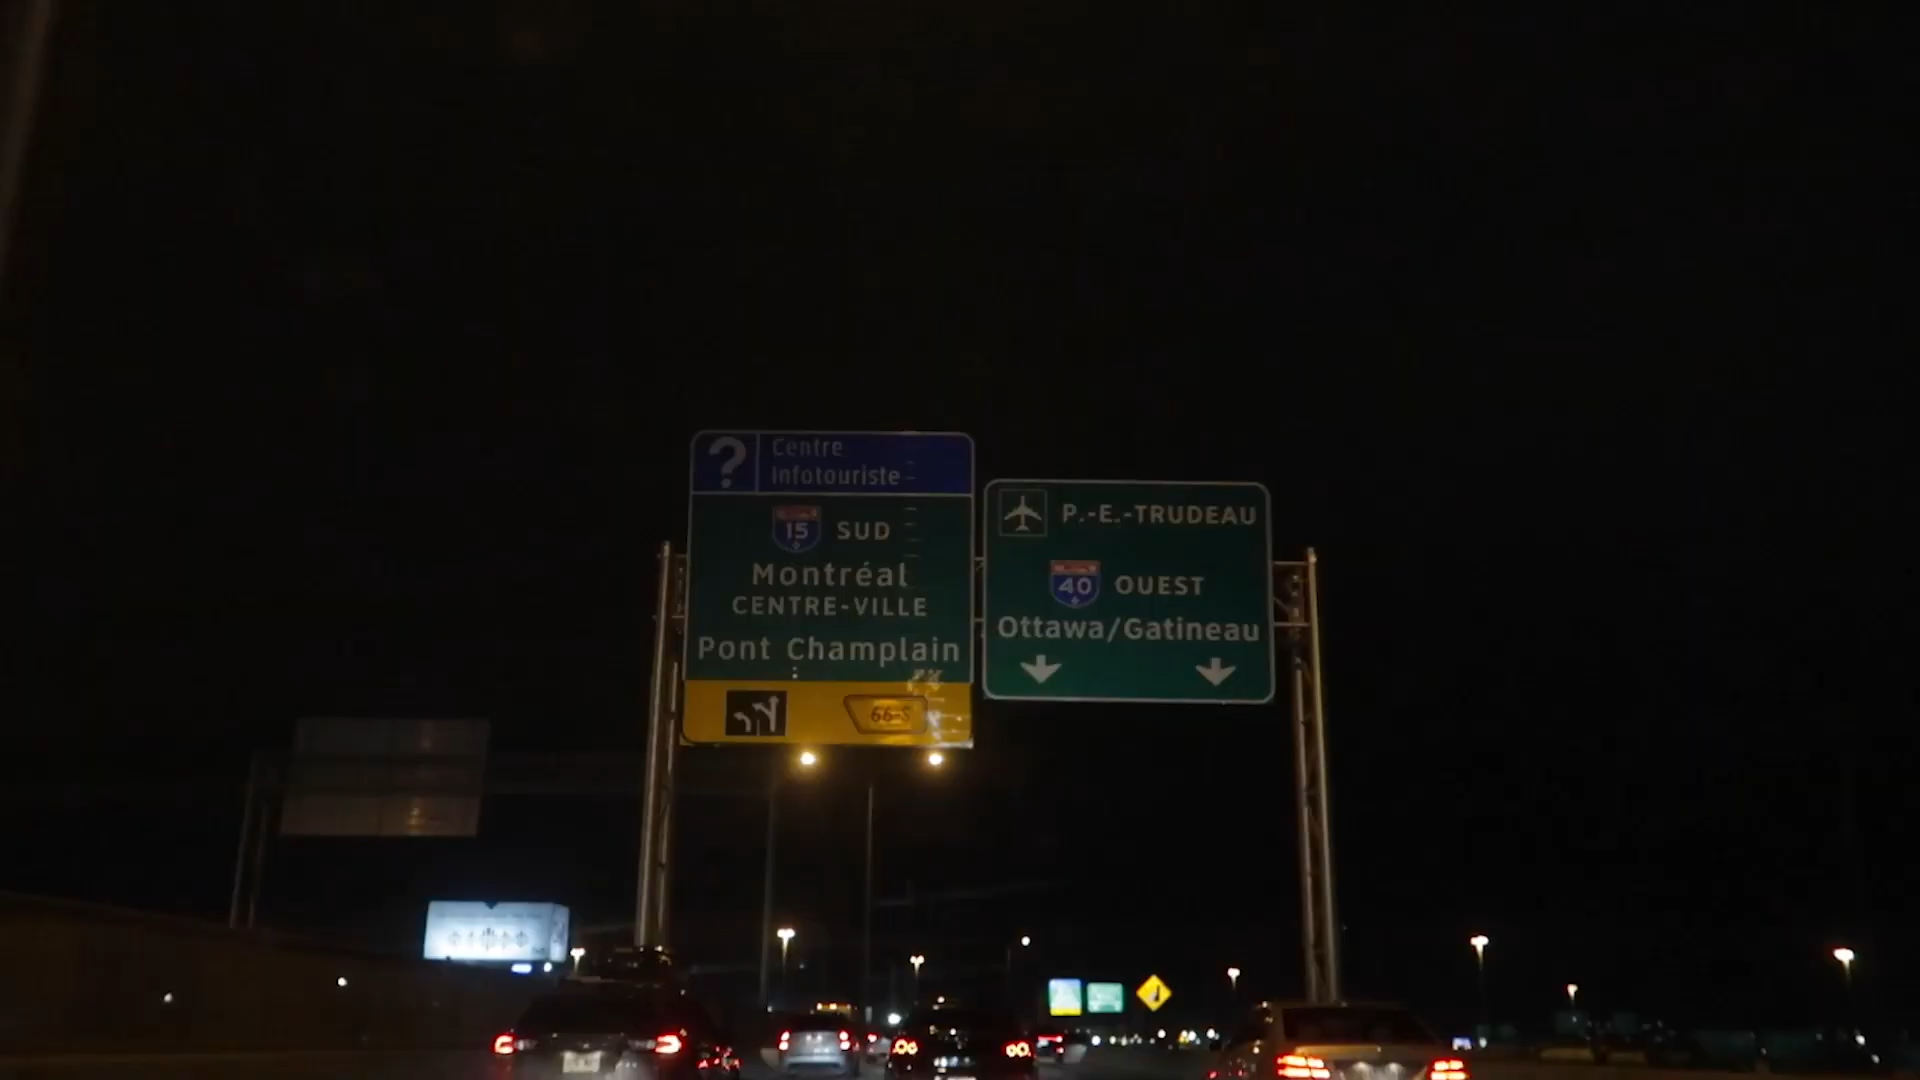 ?
Centre
Infotouriste
15 SUD
Montréal
CENTRE-VILLE
Pont Champlain
66-S
P.-E.-TRUDEAU
40 OUEST
Ottawa/Gatineau